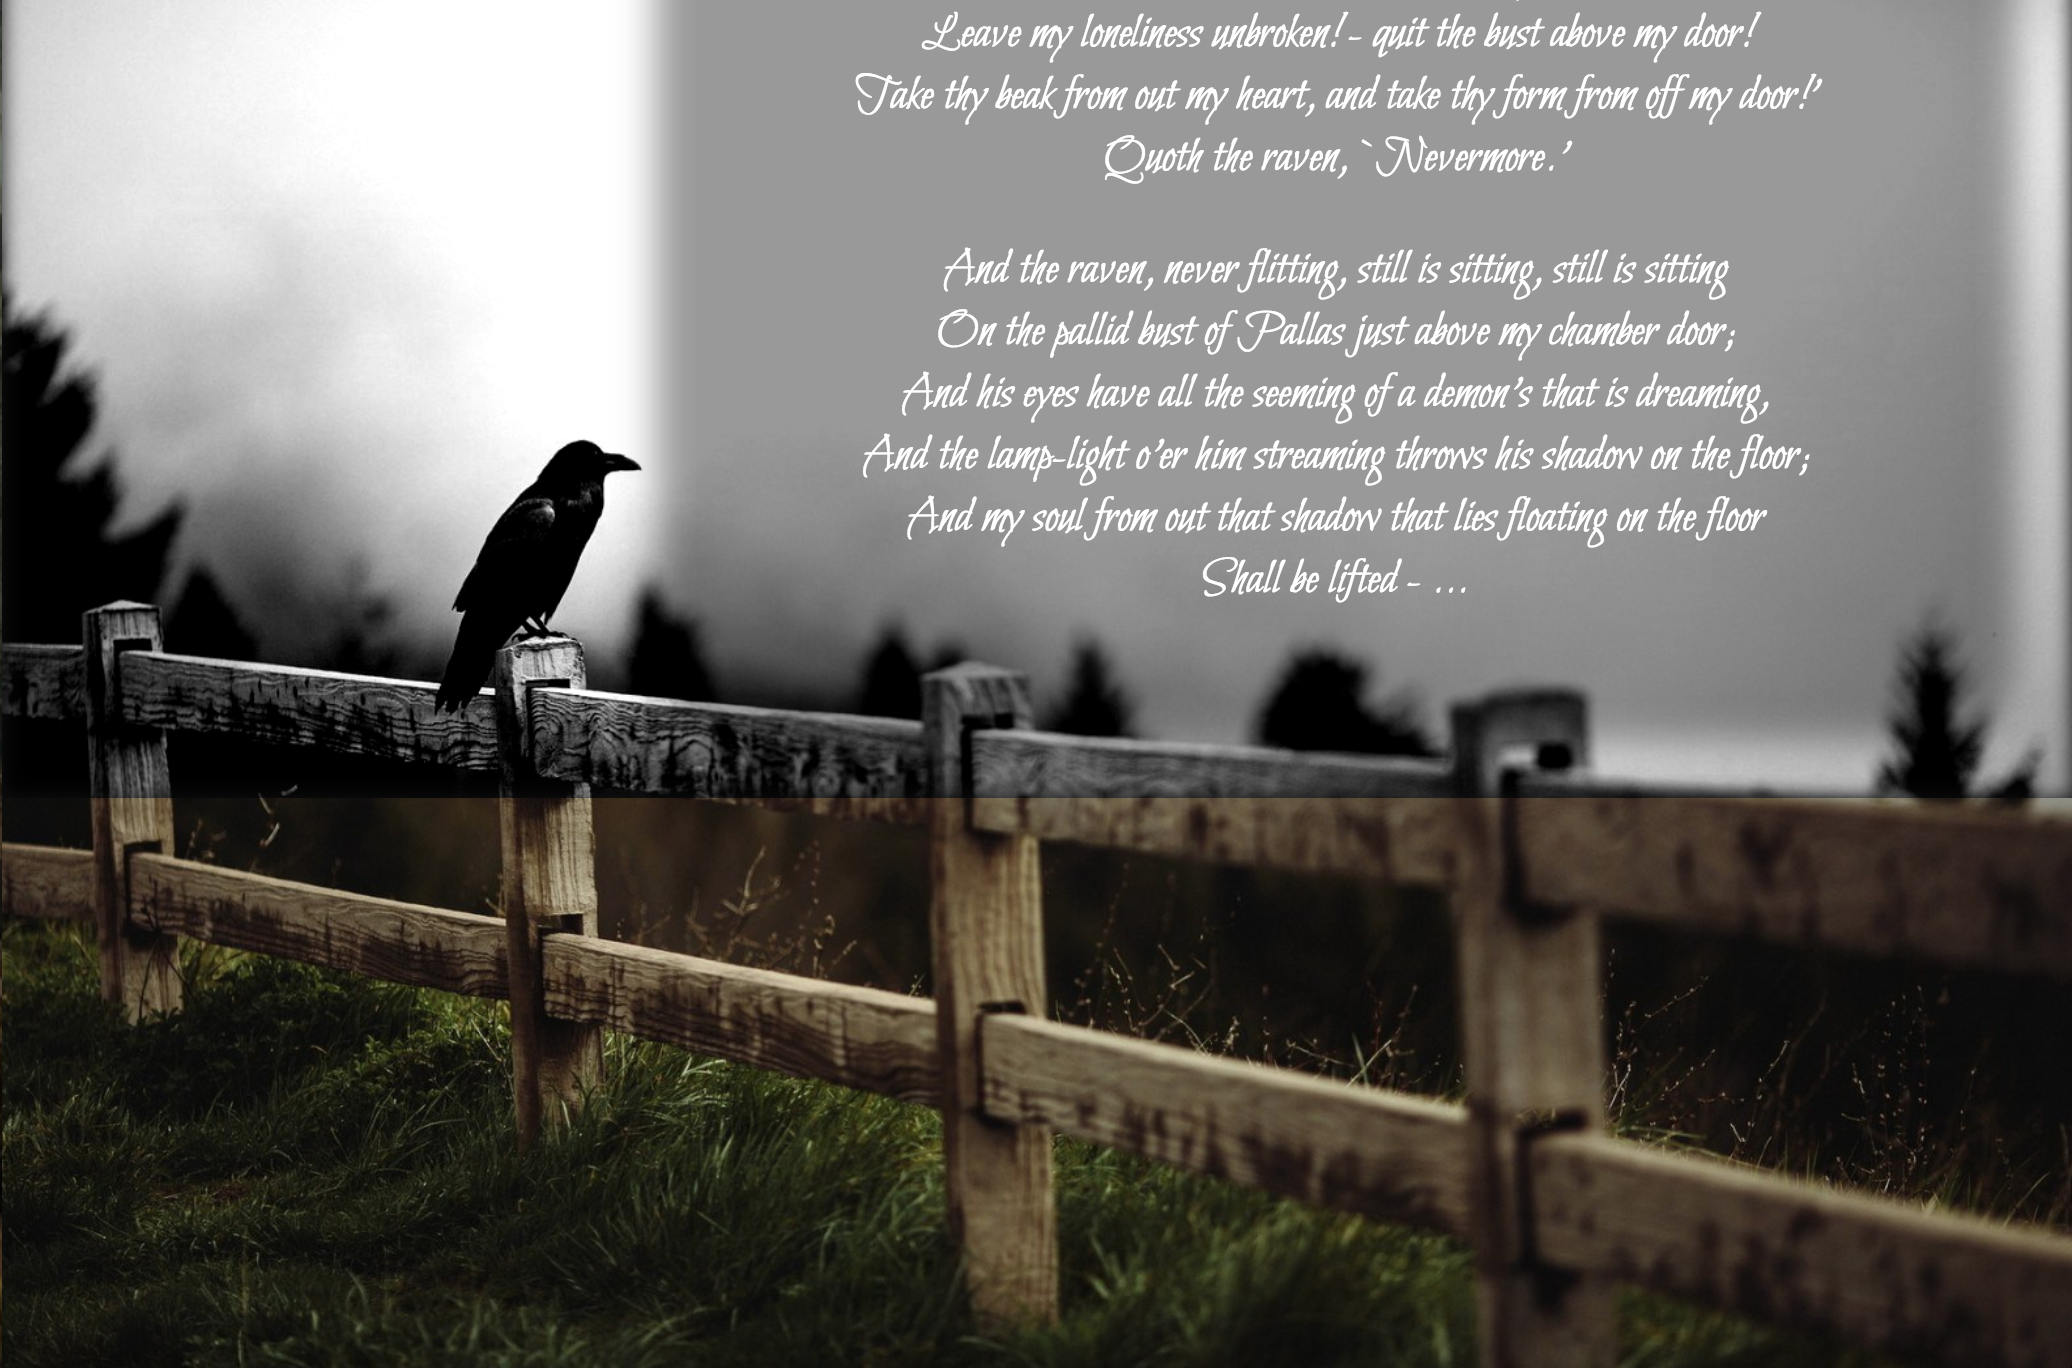 Leave my loneliness unbroken! - quit the bust above my door!
Take thy beak from out my heart, and take thy form from off my door!'
Quoth the raven, `Nevermore.'
And the raven, never flitting, still is sitting, still is sitting
On the pallid bust of Pallas just above my chamber door;
And his eyes have all the seeming of a demon's that is dreaming,
And the lamp-light o'er him streaming throws his shadow on the floor;
And my soul from out that shadow that lies floating on the floor
Shall be lifted - ...